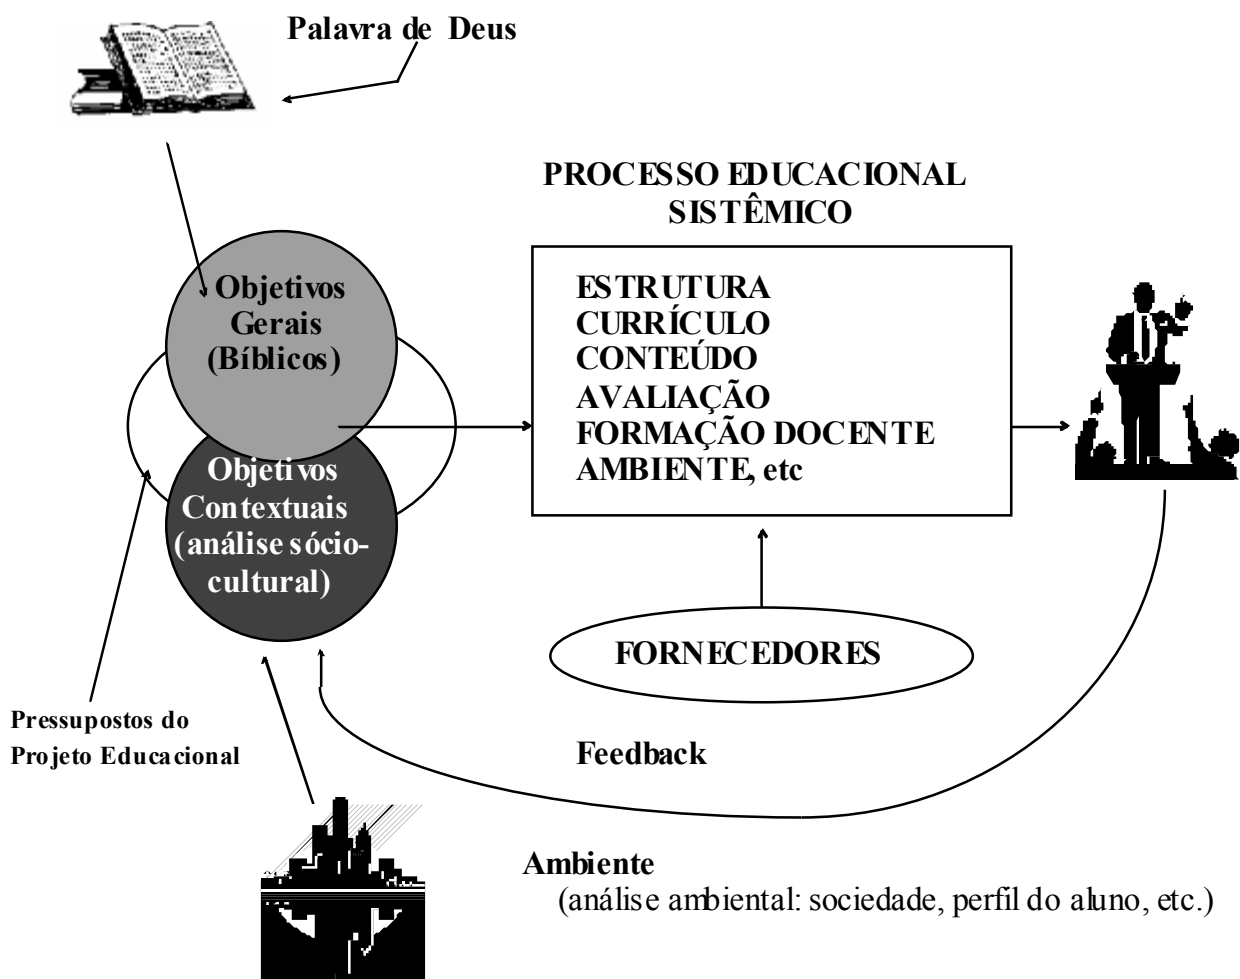 Palavra de Deus
PROCESSO EDUCACIONAL
SISTÊMICO
Objetivos
Gerais
(Bíblicos)
ESTRUTURA
CURRÍCULO
CONTEÚDO
AVALIAÇÃO
FORMAÇÃO DOCENTE
AMBIENTE, etc
Objetivos
Contextuais
(análise sócio-
cultural)
FORNECEDORES
Pressupostos do
Projeto Educacional
Feedback
Ambiente
(análise ambiental: sociedade, perfil do aluno, etc.)